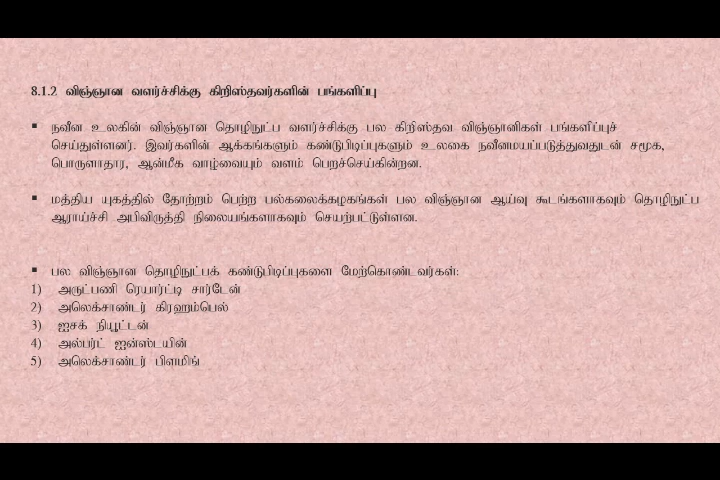 8.1.2 விஞ்ஞான வளர்ச்சிக்கு கிறிஸ்தவர்களின் பங்களிப்பு
▪ நவீன உலகின் விஞ்ஞான தொழிநுட்ப வளர்ச்சிக்கு பல கிறிஸ்தவ விஞ்ஞானிகள் பங்களிப்புச்
செய்துள்ளனர். இவர்களின் ஆக்கங்களும் கண்டுபிடிப்புகளும் உலகை நவீனமயப்படுத்துவதுடன் சமூக,
பொருளாதார, ஆன்மீக வாழ்வையும் வளம் பெறச்செய்கின்றன.
▪ மத்திய யுகத்தில் தோற்றம் பெற்ற பல்கலைக்கழகங்கள் பல விஞ்ஞான ஆய்வு கூடங்களாகவும் தொழிநுட்ப
ஆராய்ச்சி அபிவிருத்தி நிலையங்களாகவும் செயற்பட்டுள்ளன.
▪ பல விஞ்ஞான தொழிநுட்பக் கண்டுபிடிப்புகளை மேற்கொண்டவர்கள்:
1) அருட்பணி ரெயார்ட்டி சார்டேன்
2) அலெக்சாண்டர் கிரஹம்பெல்
3) ஐசக் நியூட்டன்
4) அல்பர்ட் ஐன்ஸ்டயின்
5) அலெக்சாண்டர் பிளமிங்